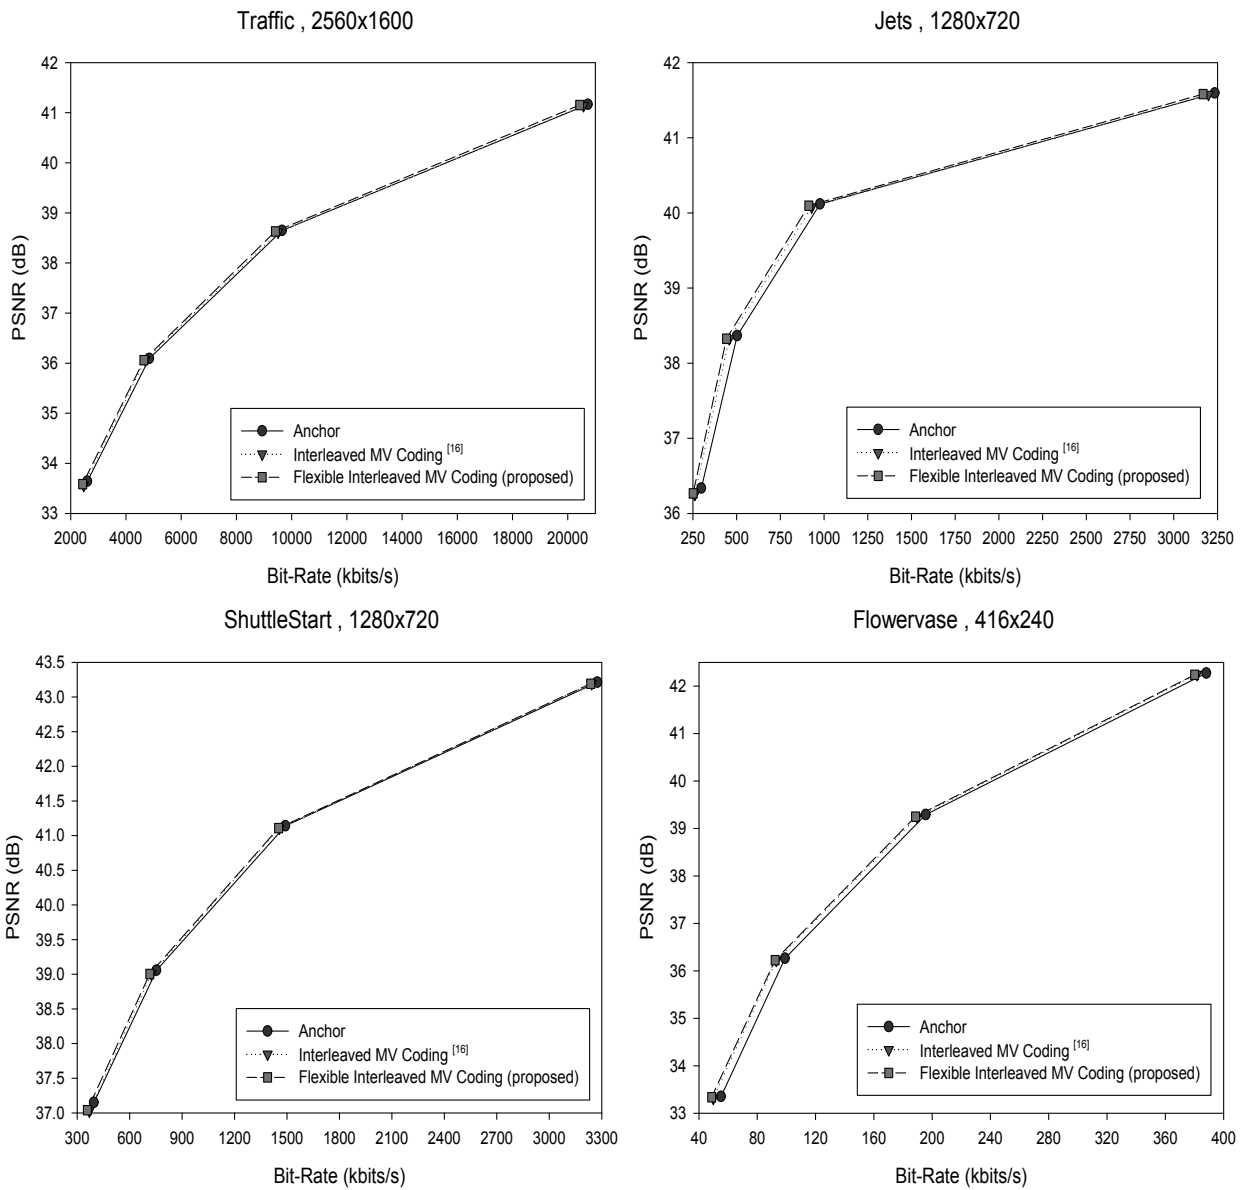 Traffic , 2560x1600
42
41
40
39
38
37
36
35
34
33
PSNR (dB)
Anchor
Interleaved MV Coding [16]
Flexible Interleaved MV Coding (proposed)
2000 4000 6000 8000 10000 12000 14000 16000 18000 20000
Bit-Rate (kbits/s)
Jets , 1280x720
42
41
40
39
38
37
36
PSNR (dB)
Anchor
Interleaved MV Coding [16]
Flexible Interleaved MV Coding (proposed)
250 500 750 1000 1250 1500 1750 2000 2250 2500 2750 3000 3250
Bit-Rate (kbits/s)
ShuttleStart , 1280x720
43.5
43.0
42.5
42.0
41.5
41.0
40.5
40.0
39.5
39.0
38.5
38.0
37.5
37.0
PSNR (dB)
Anchor
Interleaved MV Coding [16]
Flexible Interleaved MV Coding (proposed)
300 600 900 1200 1500 1800 2100 2400 2700 3000 3300
Bit-Rate (kbits/s)
Flowervase , 416x240
42
41
40
39
38
37
36
35
34
33
PSNR (dB)
Anchor
Interleaved MV Coding [16]
Flexible Interleaved MV Coding (proposed)
40 80 120 160 200 240 280 320 360 400
Bit-Rate (kbits/s)